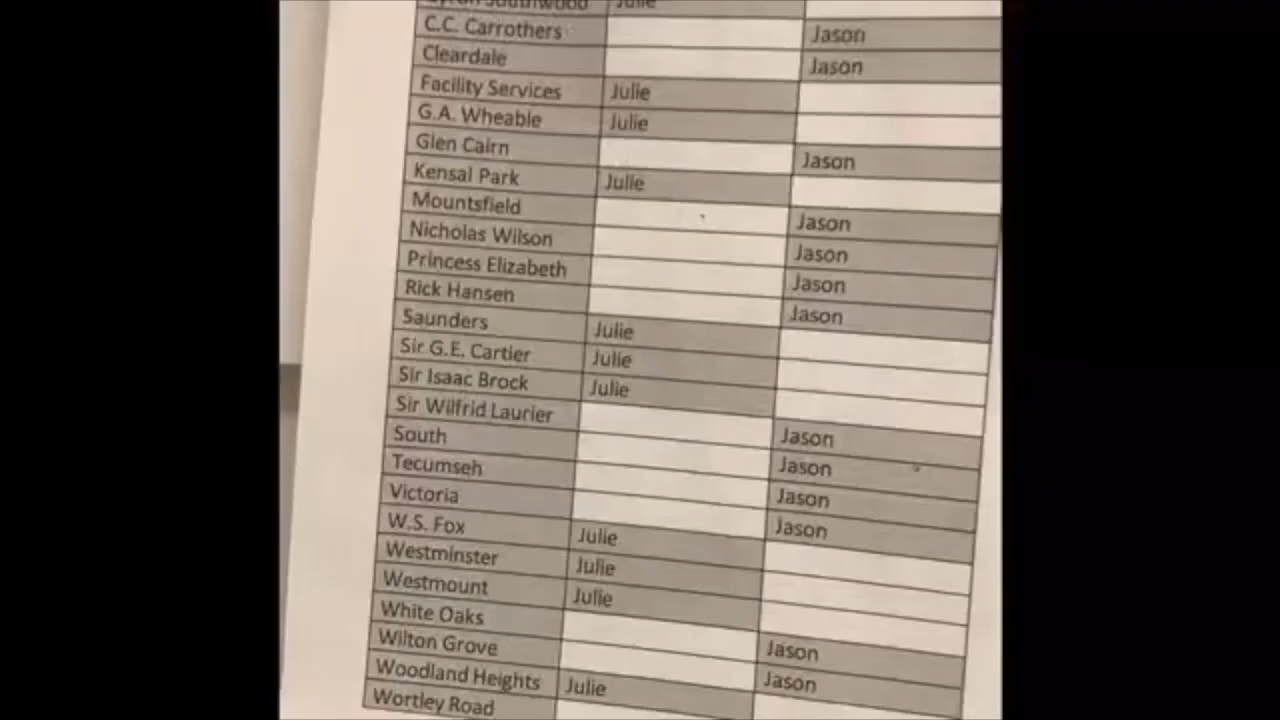 Southwood Julie
C.C. Carrothers Jason
Cleardale Jason
Facility Services Julie
G.A. Wheable Julie
Glen Cairn Jason
Kensal Park Julie
Mountsfield Jason
Nicholas Wilson Jason
Princess Elizabeth Jason
Rick Hansen Jason
Saunders Julie
Sir G.E. Cartier Julie
Sir Isaac Brock Julie
Sir Wilfrid Laurier Jason
South Jason
Tecumseh Jason
Victoria Jason
W.S. Fox Julie
Westminster Julie
Westmount Julie
White Oaks Jason
Wilton Grove Jason
Woodland Heights Julie
Wortley Road